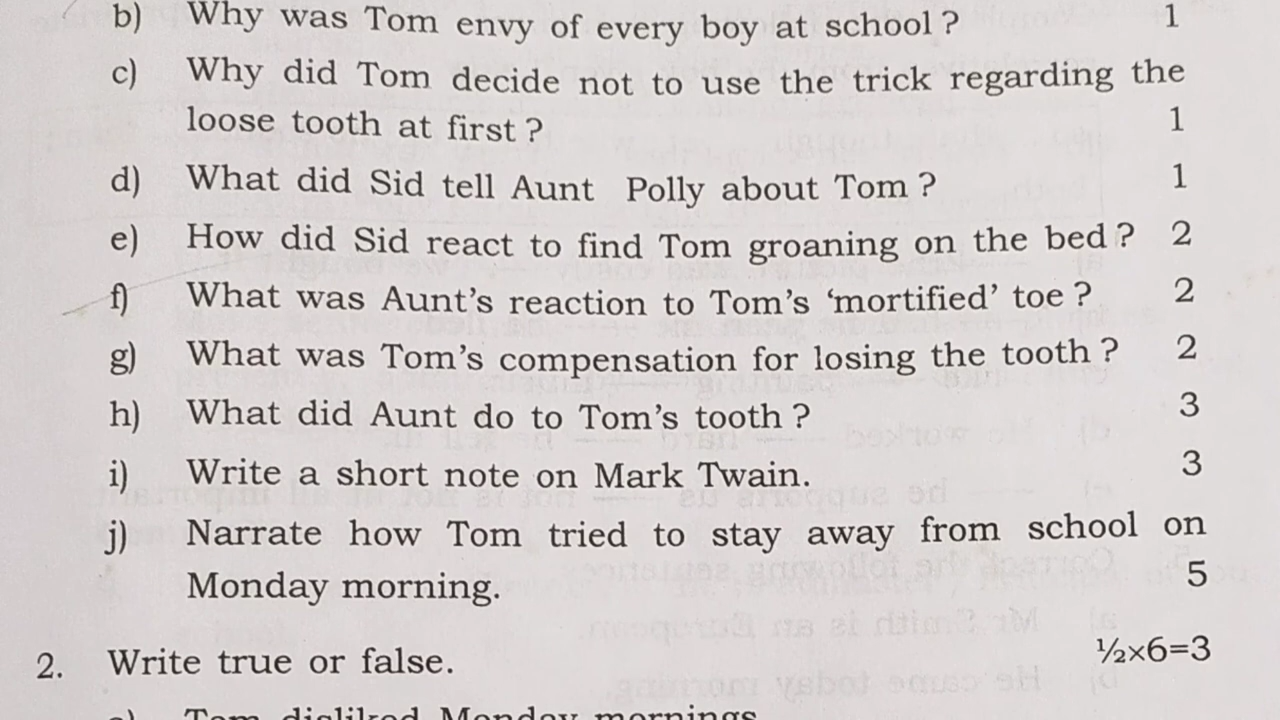 b) Why was Tom envy of every boy at school ? 1
c) Why did Tom decide not to use the trick regarding the
loose tooth at first ? 1
d) What did Sid tell Aunt Polly about Tom ? 1
e) How did Sid react to find Tom groaning on the bed ? 2
f) What was Aunt's reaction to Tom's ‘mortified’ toe ? 2
g) What was Tom's compensation for losing the tooth ? 2
h) What did Aunt do to Tom's tooth ? 3
i) Write a short note on Mark Twain. 3
j) Narrate how Tom tried to stay away from school on
Monday morning. 5
2. Write true or false. ½×6=3
a) Tom disliked Monday mornings